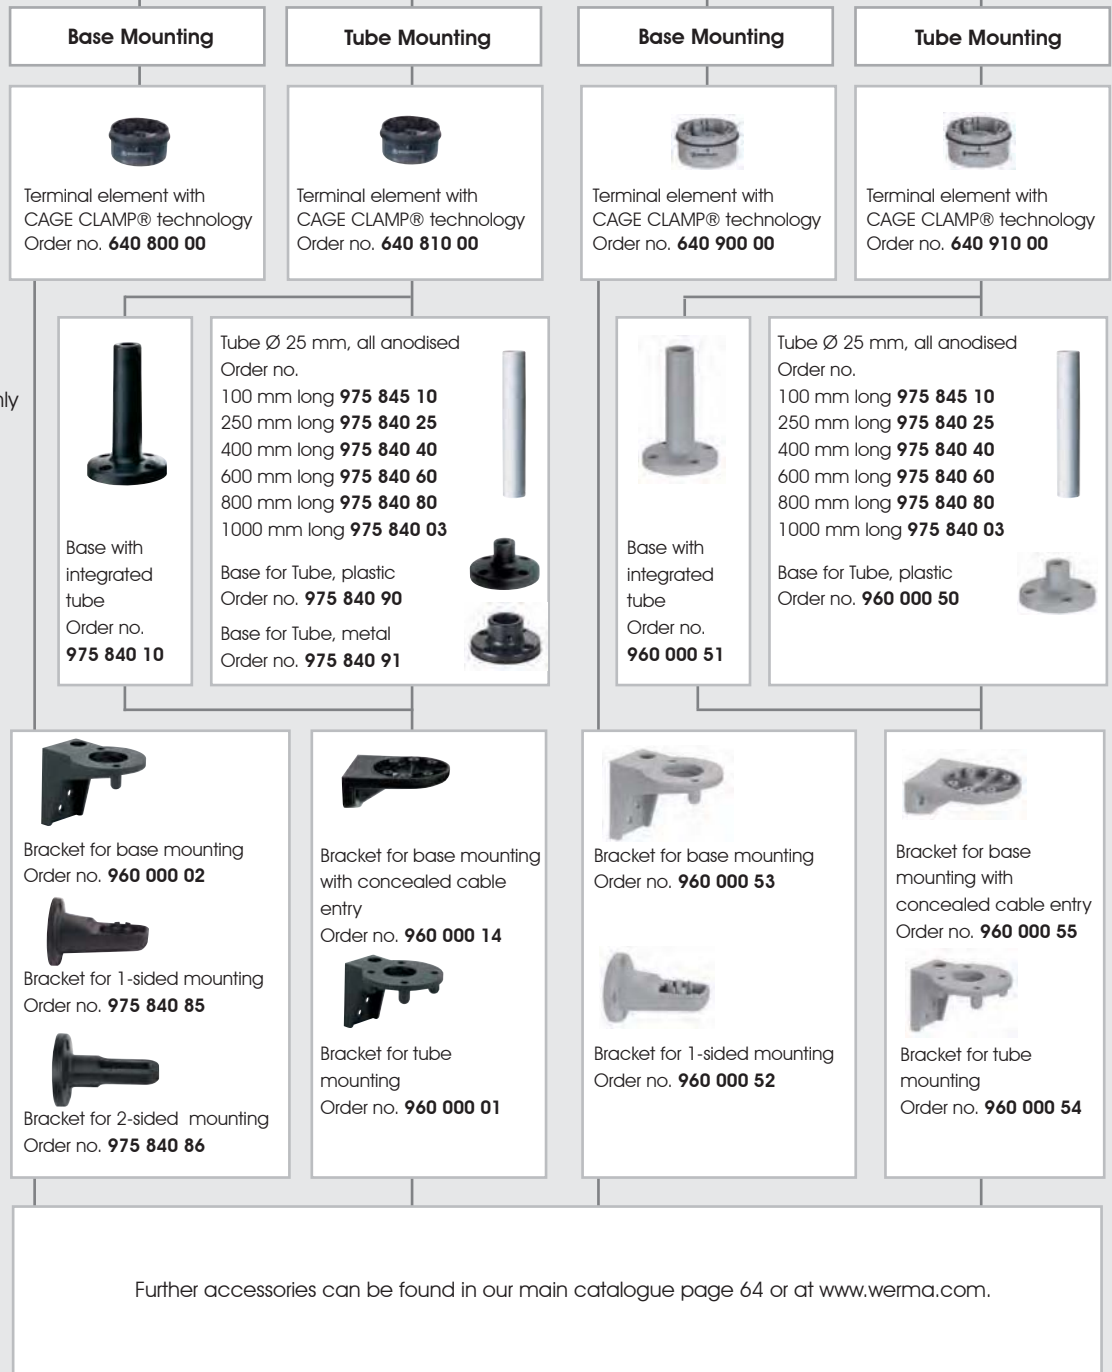 Base Mounting
Tube Mounting
Base Mounting
Tube Mounting
Terminal element with
CAGE CLAMP® technology
Order no. 640 800 00
Terminal element with
CAGE CLAMP® technology
Order no. 640 810 00
Terminal element with
CAGE CLAMP® technology
Order no. 640 900 00
Terminal element with
CAGE CLAMP® technology
Order no. 640 910 00
Base with
integrated
tube
Order no.
975 840 10
Tube Ø 25 mm, all anodised
Order no.
100 mm long 975 845 10
250 mm long 975 840 25
400 mm long 975 840 40
600 mm long 975 840 60
800 mm long 975 840 80
1000 mm long 975 840 03
Base for Tube, plastic
Order no. 975 840 90
Base for Tube, metal
Order no. 975 840 91
Base with
integrated
tube
Order no.
960 000 51
Tube Ø 25 mm, all anodised
Order no.
100 mm long 975 845 10
250 mm long 975 840 25
400 mm long 975 840 40
600 mm long 975 840 60
800 mm long 975 840 80
1000 mm long 975 840 03
Base for Tube, plastic
Order no. 960 000 50
Bracket for base mounting
Order no. 960 000 02
Bracket for 1-sided mounting
Order no. 975 840 85
Bracket for 2-sided  mounting
Order no. 975 840 86
Bracket for base mounting
with concealed cable
entry
Order no. 960 000 14
Bracket for tube
mounting
Order no. 960 000 01
Bracket for base mounting
Order no. 960 000 53
Bracket for 1-sided mounting
Order no. 960 000 52
Bracket for base
mounting with
concealed cable entry
Order no. 960 000 55
Bracket for tube
mounting
Order no. 960 000 54
Further accessories can be found in our main catalogue page 64 or at www.werma.com.